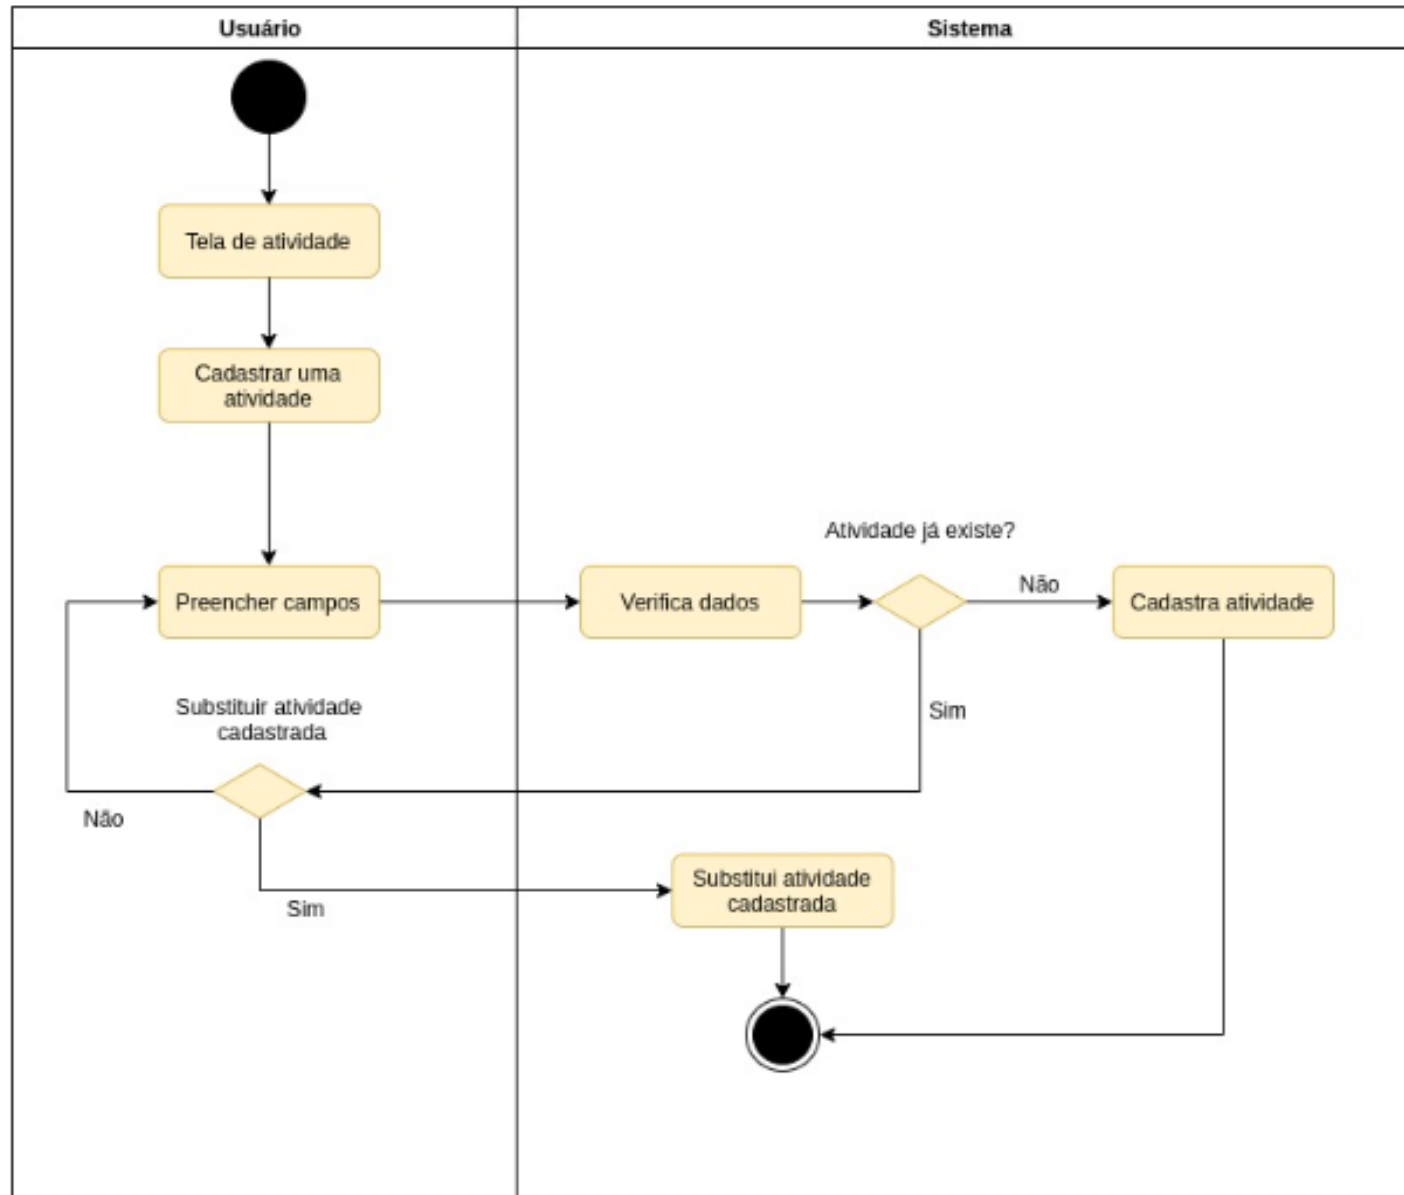 Usuário
Sistema
Tela de atividade
Cadastrar uma
atividade
Atividade já existe?
Preencher campos
Verifica dados
Não
Cadastra atividade
Substituir atividade
cadastrada
Sim
Não
Sim
Substitui atividade
cadastrada